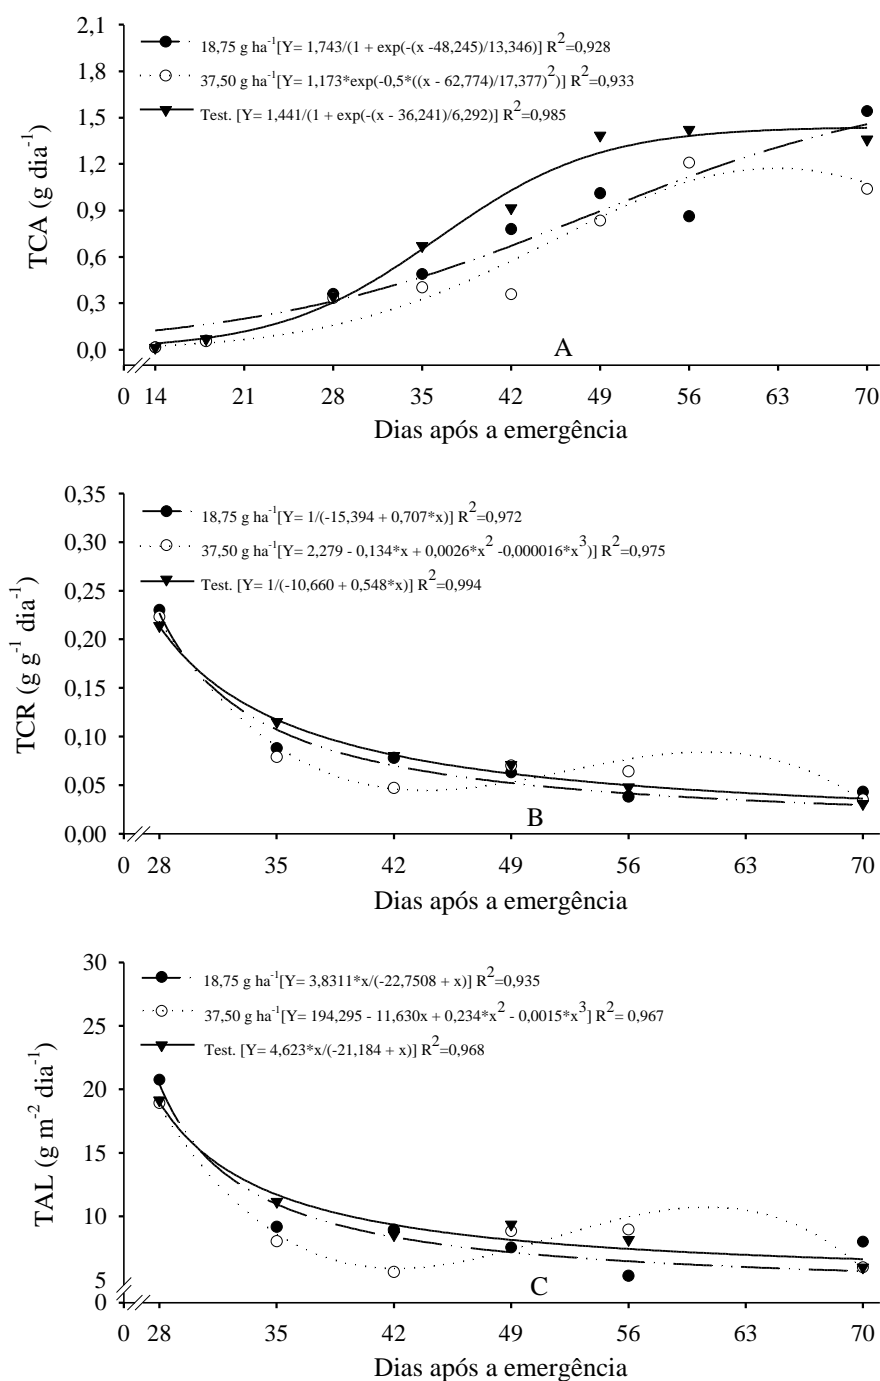 2,1
18,75 g ha⁻¹[Y= 1,743/(1 + exp(-(x -48,245)/13,346)] R²=0,928
1,8
37,50 g ha⁻¹[Y= 1,173*exp(-0,5*((x - 62,774)/17,377)²)] R²=0,933
1,5
Test. [Y= 1,441/(1 + exp(-(x - 36,241)/6,292)] R²=0,985
1,2
TCA (g dia⁻¹)
0,9
0,6
0,3
0,0
A
0 14 21 28 35 42 49 56 63 70
Dias após a emergência
0,35
18,75 g ha⁻¹[Y= 1/(-15,394 + 0,707*x)] R²=0,972
0,30
37,50 g ha⁻¹[Y= 2,279 - 0,134*x + 0,0026*x² -0,000016*x³)] R²=0,975
0,25
Test. [Y= 1/(-10,660 + 0,548*x)] R²=0,994
0,20
TCR (g g⁻¹ dia⁻¹)
0,15
0,10
0,05
0,00
B
0 28 35 42 49 56 63 70
Dias após a emergência
30
18,75 g ha⁻¹[Y= 3,8311*x/(-22,7508 + x)] R²=0,935
37,50 g ha⁻¹[Y= 194,295 - 11,630x + 0,234*x² - 0,0015*x³] R²= 0,967
25
Test. [Y= 4,623*x/(-21,184 + x)] R²=0,968
20
TAL (g m⁻² dia⁻¹)
15
10
5
0
C
0 28 35 42 49 56 63 70
Dias após a emergência